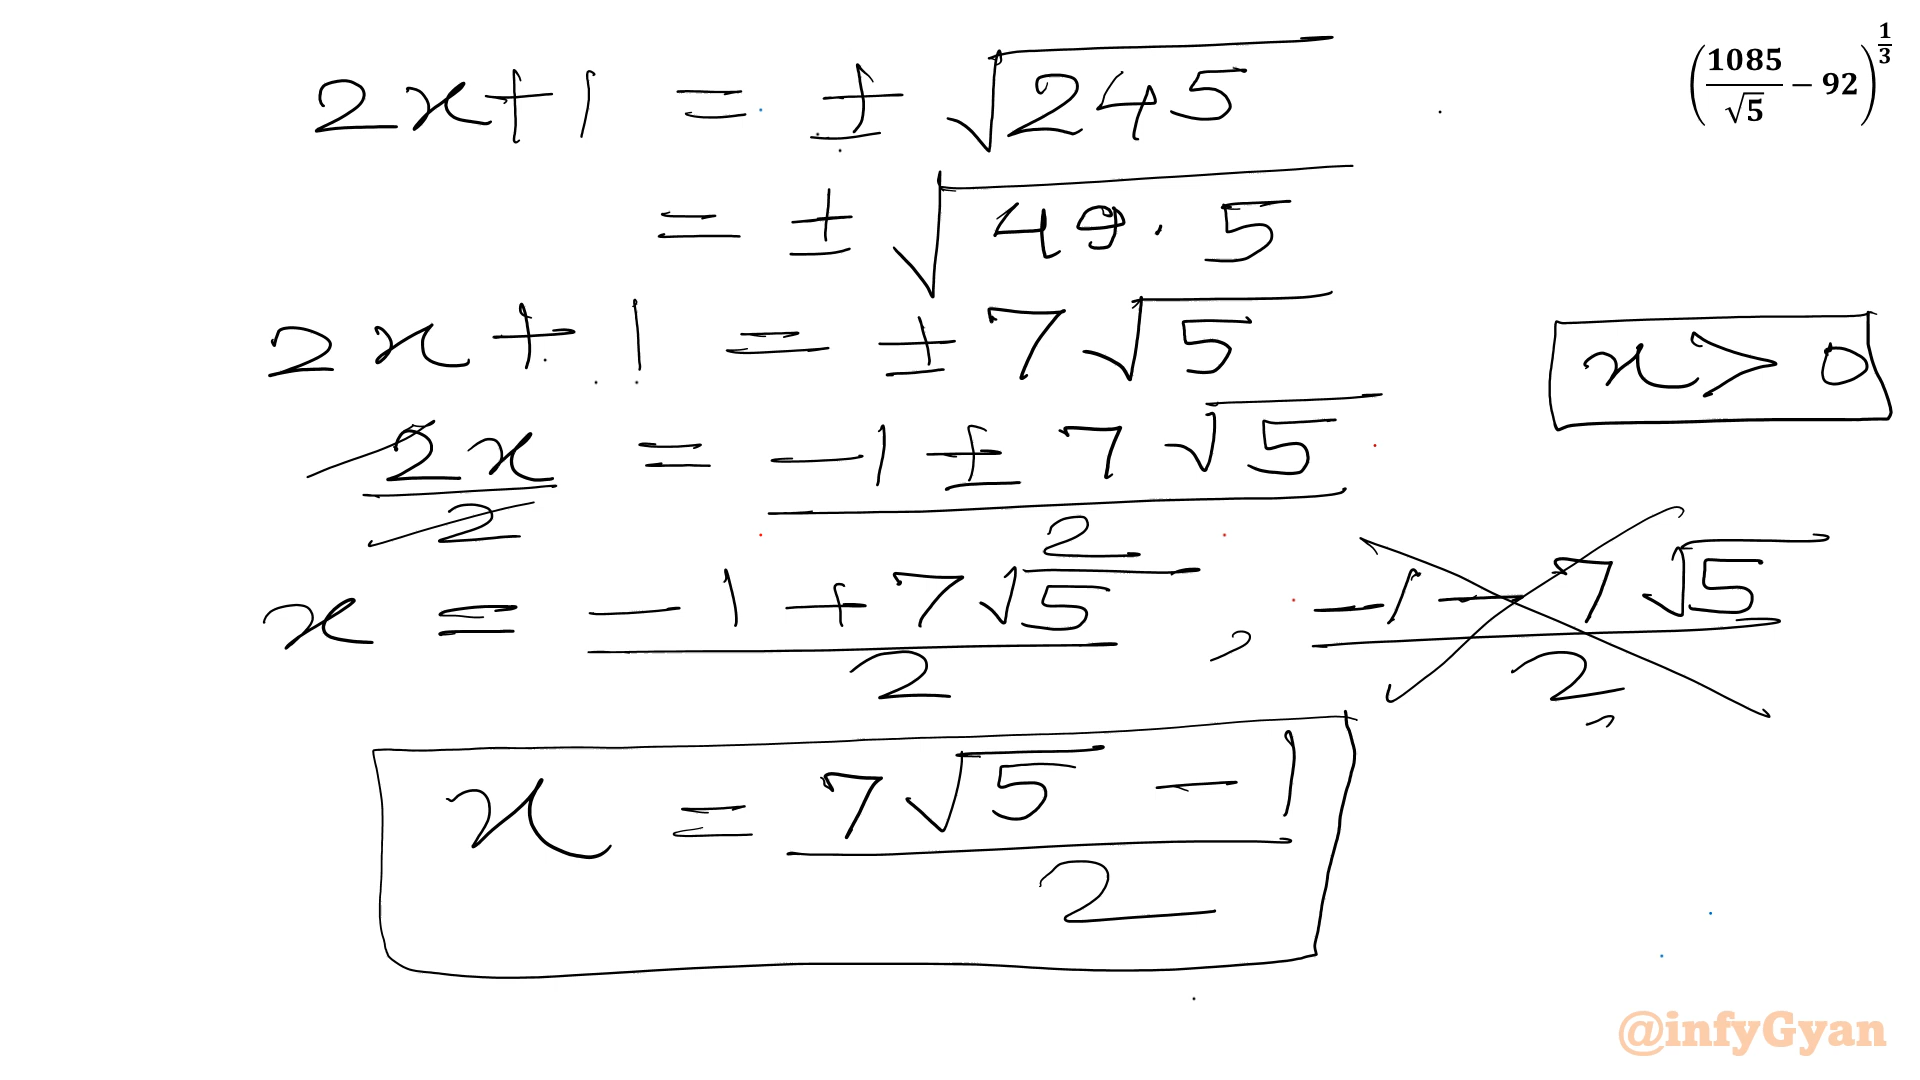 (1085/√5 − 92)^(1/3)
2x+1 = ± √245
= ± √49·5
2x + 1 = ± 7√5
x > 0
2x/2 = (−1 ± 7√5)/2
x = (−1 + 7√5)/2 , (−1 − 7√5)/2
x = (7√5 − 1)/2
@infyGyan